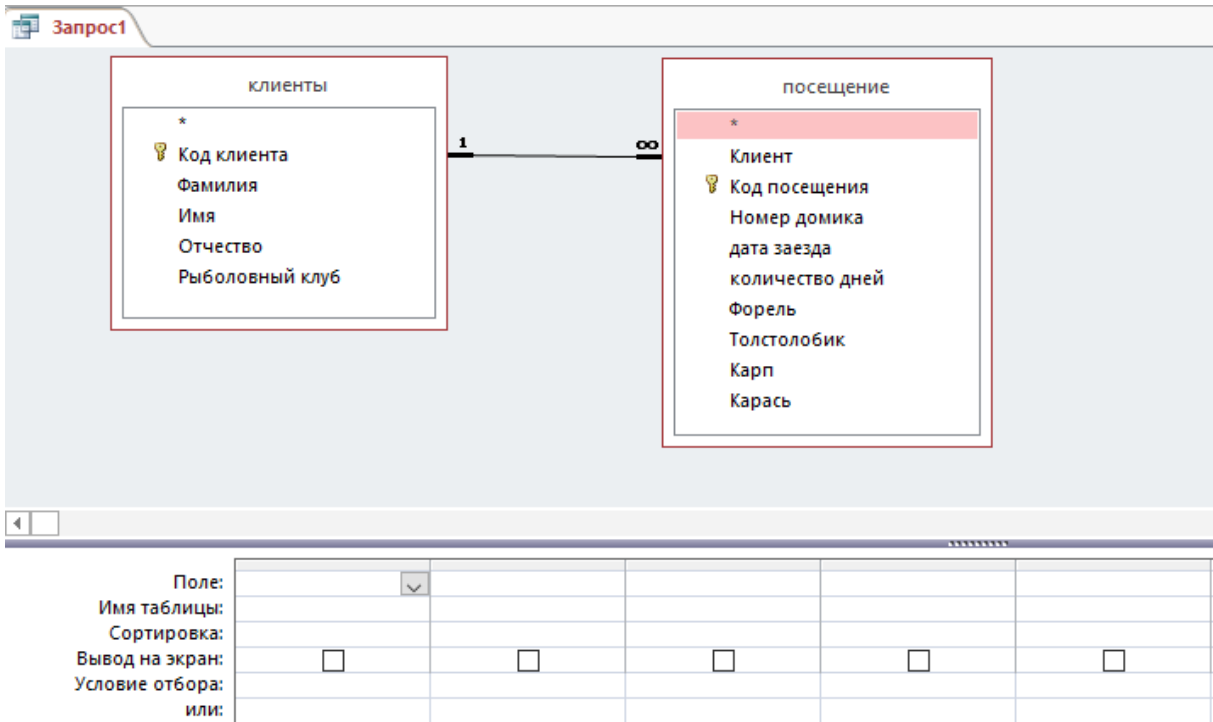 Запрос1
клиенты
*
Код клиента
Фамилия
Имя
Отчество
Рыболовный клуб
1
∞
посещение
*
Клиент
Код посещения
Номер домика
дата заезда
количество дней
Форель
Толстолобик
Карп
Карась
Поле:
Имя таблицы:
Сортировка:
Вывод на экран:
Условие отбора:
или: